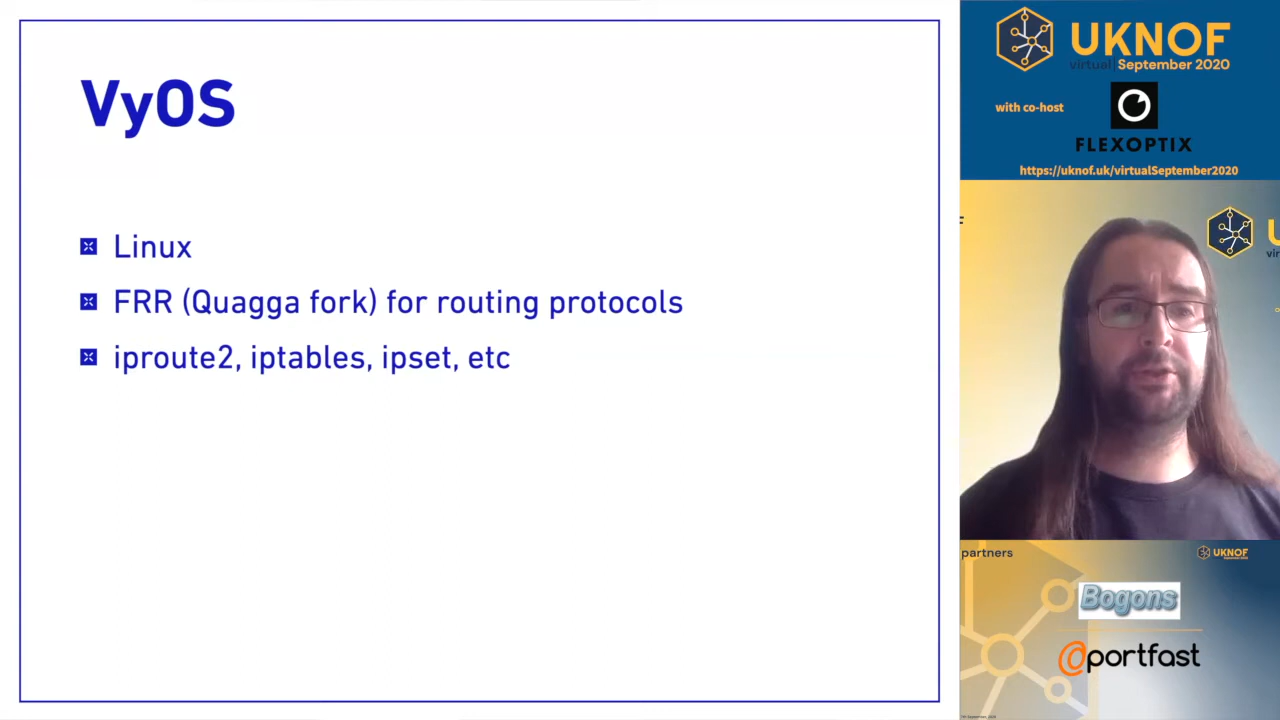 VyOS
Linux
FRR (Quagga fork) for routing protocols
iproute2, iptables, ipset, etc
UKNOF
virtual September 2020
with co-host
FLEXOPTIX
https://uknof.uk/virtualSeptember2020
partners
UKNOF
Bogons
@portfast